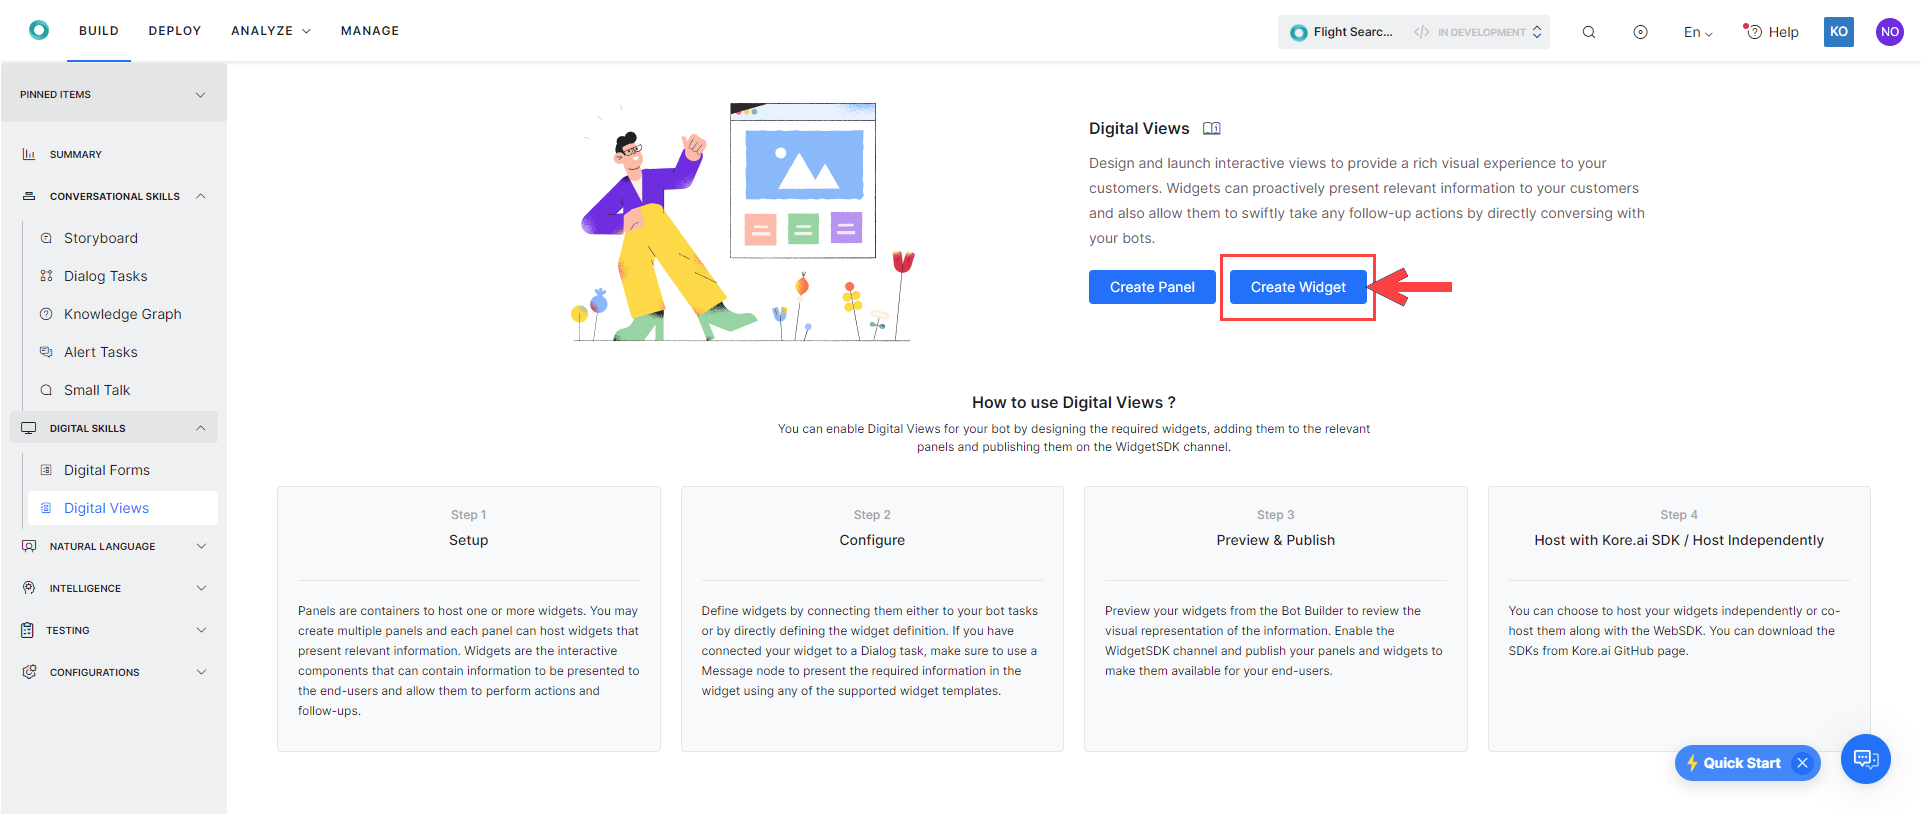 BUILD DEPLOY ANALYZE MANAGE Flight Searc... </> IN DEVELOPMENT En Help KO NO
PINNED ITEMS
SUMMARY
CONVERSATIONAL SKILLS
Storyboard
Dialog Tasks
Knowledge Graph
Alert Tasks
Small Talk
DIGITAL SKILLS
Digital Forms
Digital Views
NATURAL LANGUAGE
INTELLIGENCE
TESTING
CONFIGURATIONS
Digital Views
Design and launch interactive views to provide a rich visual experience to your
customers. Widgets can proactively present relevant information to your customers
and also allow them to swiftly take any follow-up actions by directly conversing with
your bots.
Create Panel Create Widget
How to use Digital Views ?
You can enable Digital Views for your bot by designing the required widgets, adding them to the relevant
panels and publishing them on the WidgetSDK channel.
Step 1
Setup
Panels are containers to host one or more widgets. You may
create multiple panels and each panel can host widgets that
present relevant information. Widgets are the interactive
components that can contain information to be presented to
the end-users and allow them to perform actions and
follow-ups.
Step 2
Configure
Define widgets by connecting them either to your bot tasks
or by directly defining the widget definition. If you have
connected your widget to a Dialog task, make sure to use a
Message node to present the required information in the
widget using any of the supported widget templates.
Step 3
Preview & Publish
Preview your widgets from the Bot Builder to review the
visual representation of the information. Enable the
WidgetSDK channel and publish your panels and widgets to
make them available for your end-users.
Step 4
Host with Kore.ai SDK / Host Independently
You can choose to host your widgets independently or co-
host them along with the WebSDK. You can download the
SDKs from Kore.ai GitHub page.
Quick Start